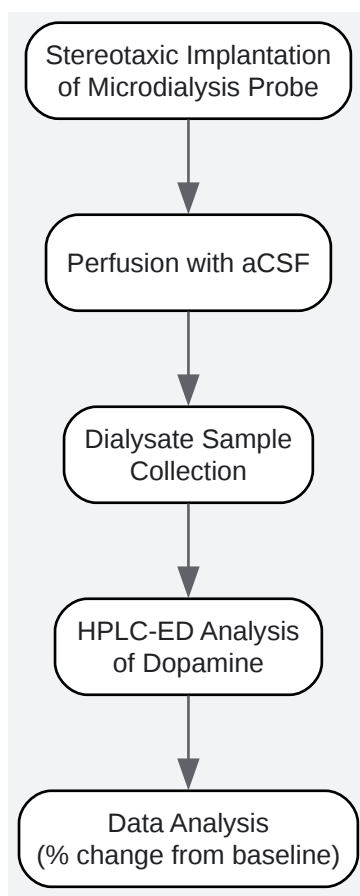 Stereotaxic Implantation
of Microdialysis Probe
Perfusion with aCSF
Dialysate Sample
Collection
HPLC-ED Analysis
of Dopamine
Data Analysis
(% change from baseline)